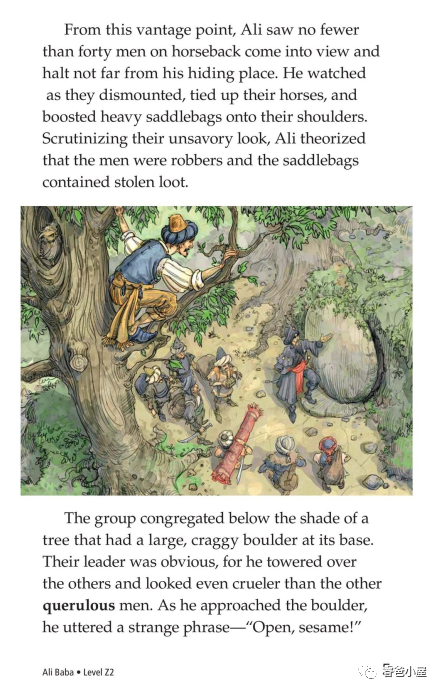 From this vantage point, Ali saw no fewer
than forty men on horseback come into view and
halt not far from his hiding place. He watched
as they dismounted, tied up their horses, and
boosted heavy saddlebags onto their shoulders.
Scrutinizing their unsavory look, Ali theorized
that the men were robbers and the saddlebags
contained stolen loot.
The group congregated below the shade of a
tree that had a large, craggy boulder at its base.
Their leader was obvious, for he towered over
the others and looked even crueler than the other
querulous men. As he approached the boulder,
he uttered a strange phrase—“Open, sesame!”
Ali Baba • Level Z2
春爸小屋